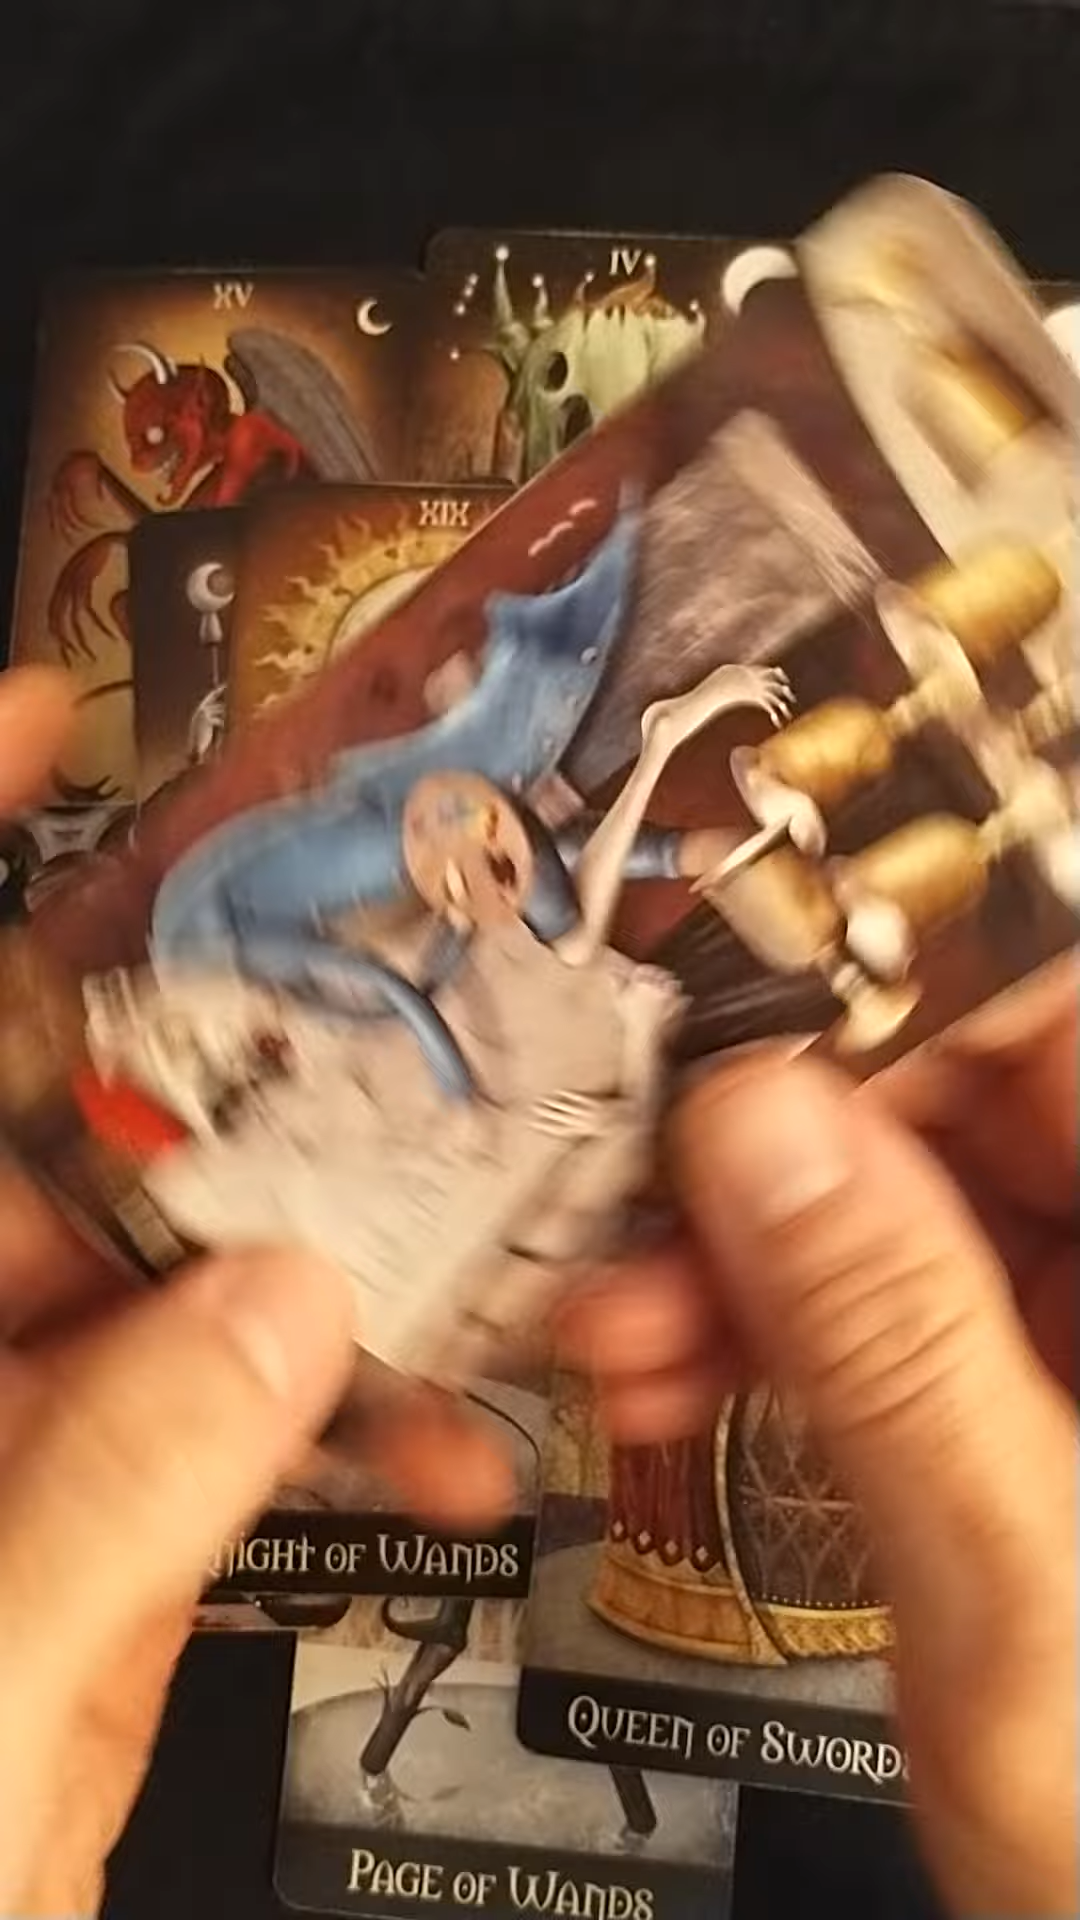 XV
IV
XIX
NIGHT OF WANDS
QUEEN OF SWORDS
PAGE OF WANDS